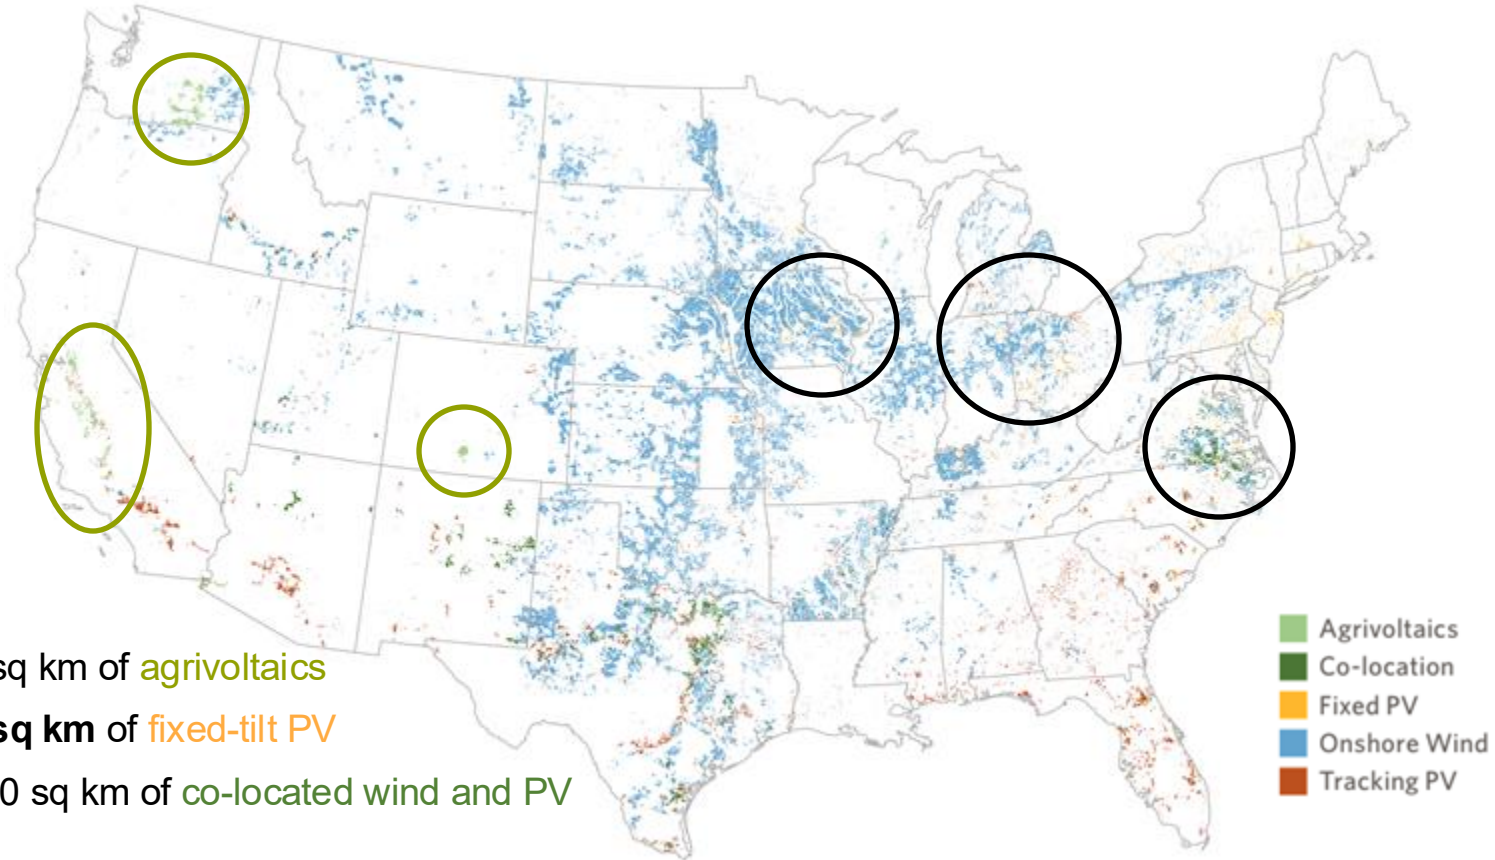 sq km of agrivoltaics
sq km of fixed-tilt PV
0 sq km of co-located wind and PV
Agrivoltaics
Co-location
Fixed PV
Onshore Wind
Tracking PV